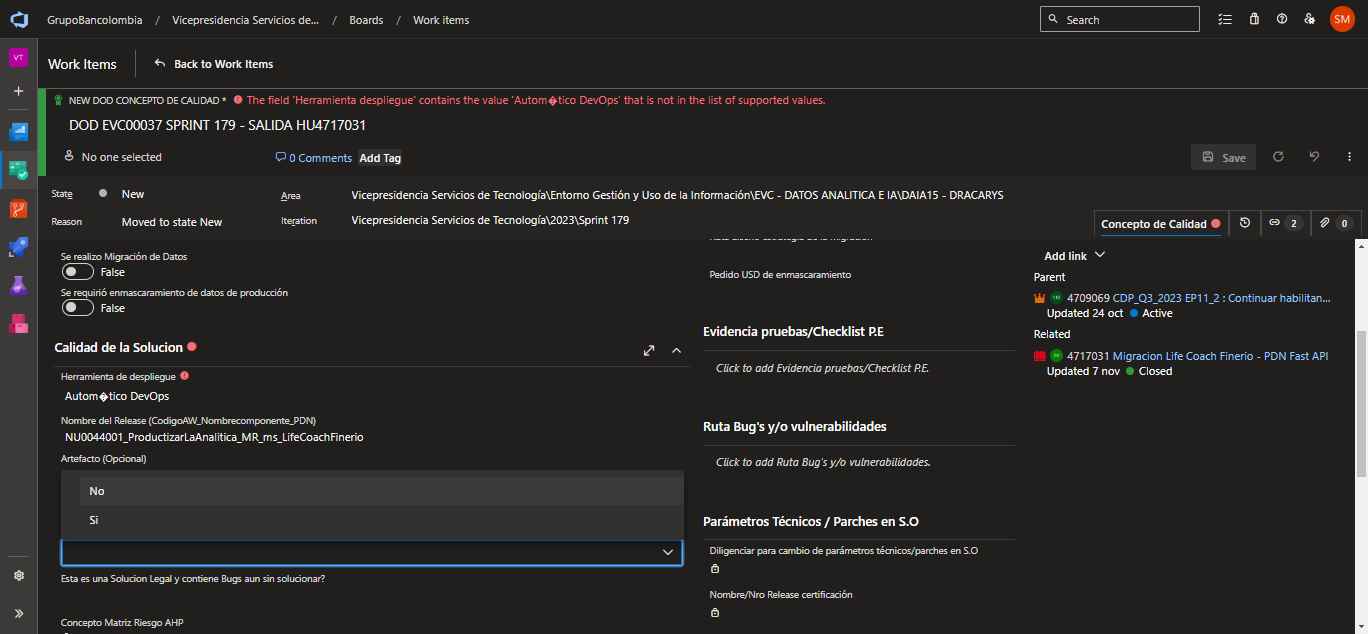 GrupoBancolombia / Vicepresidencia Servicios de... / Boards / Work items
Search
SM
VT
Work Items
Back to Work Items
NEW DOD CONCEPTO DE CALIDAD * The field 'Herramienta despliegue' contains the value 'Autom�tico DevOps' that is not in the list of supported values.
DOD EVC00037 SPRINT 179 - SALIDA HU4717031
No one selected
0 Comments
Add Tag
Save
State
New
Area
Vicepresidencia Servicios de Tecnología\Entorno Gestión y Uso de la Información\EVC - DATOS ANALITICA E IA\DAIA15 - DRACARYS
Reason
Moved to state New
Iteration
Vicepresidencia Servicios de Tecnología\2023\Sprint 179
Concepto de Calidad
2
0
Se realizo Migración de Datos
False
Se requirió enmascaramiento de datos de producción
False
Calidad de la Solucion
Herramienta de despliegue
Autom�tico DevOps
Nombre del Release (CodigoAW_Nombrecomponente_PDN)
NU0044001_ProductizarLaAnalitica_MR_ms_LifeCoachFinerio
Artefacto (Opcional)
No
Si
Esta es una Solucion Legal y contiene Bugs aun sin solucionar?
Concepto Matriz Riesgo AHP
Pedido USD de enmascaramiento
Evidencia pruebas/Checklist P.E
Click to add Evidencia pruebas/Checklist P.E.
Ruta Bug's y/o vulnerabilidades
Click to add Ruta Bug's y/o vulnerabilidades.
Parámetros Técnicos / Parches en S.O
Diligenciar para cambio de parámetros técnicos/parches en S.O
Nombre/Nro Release certificación
Add link
Parent
4709069 CDP_Q3_2023 EP11_2 : Continuar habilitan...
Updated 24 oct Active
Related
4717031 Migracion Life Coach Finerio - PDN Fast API
Updated 7 nov Closed